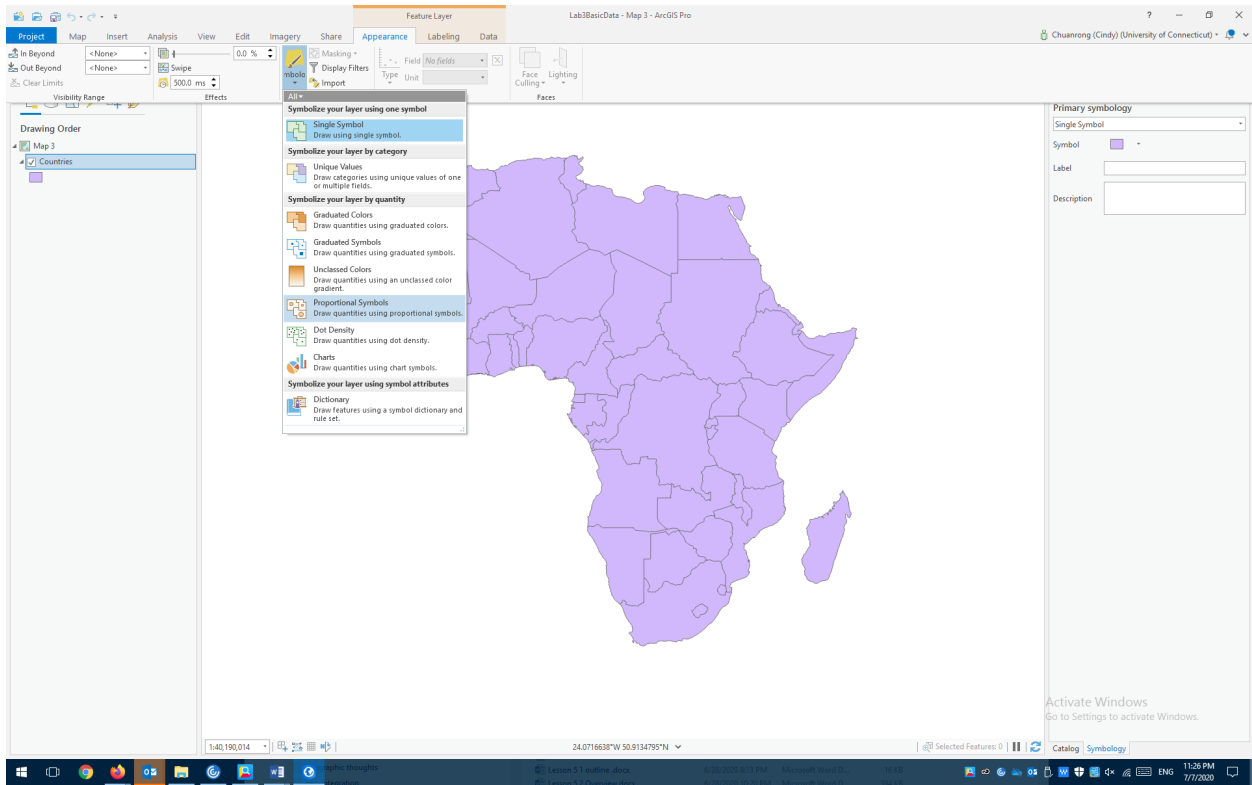 Feature Layer
Lab3BasicData - Map 3 - ArcGIS Pro
?
Project Map Insert Analysis View Edit Imagery Share Appearance Labeling Data
Chuanrong (Cindy) (University of Connecticut)
In Beyond <None>
Out Beyond <None>
Clear Limits
Visibility Range
0.0 %
Swipe
500.0 ms
Effects
mbolo
Masking
Display Filters
Import
Field No fields
Type Unit
Face Culling
Lighting
Faces
All
Symbolize your layer using one symbol
Single Symbol
Draw using single symbol.
Symbolize your layer by category
Unique Values
Draw categories using unique values of one
or multiple fields.
Symbolize your layer by quantity
Graduated Colors
Draw quantities using graduated colors.
Graduated Symbols
Draw quantities using graduated symbols.
Unclassed Colors
Draw quantities using an unclassed color
gradient.
Proportional Symbols
Draw quantities using proportional symbols.
Dot Density
Draw quantities using dot density.
Charts
Draw quantities using chart symbols.
Symbolize your layer using symbol attributes
Dictionary
Draw features using a symbol dictionary and
rule set.
Drawing Order
Map 3
Countries
Primary symbology
Single Symbol
Symbol
Label
Description
Activate Windows
Go to Settings to activate Windows.
1:40,190,014
24.0716638°W 50.9134795°N
Selected Features: 0
Catalog Symbology
graphic thoughts
Lesson 5 1 outline.docx
ENG
11:26 PM
7/7/2020